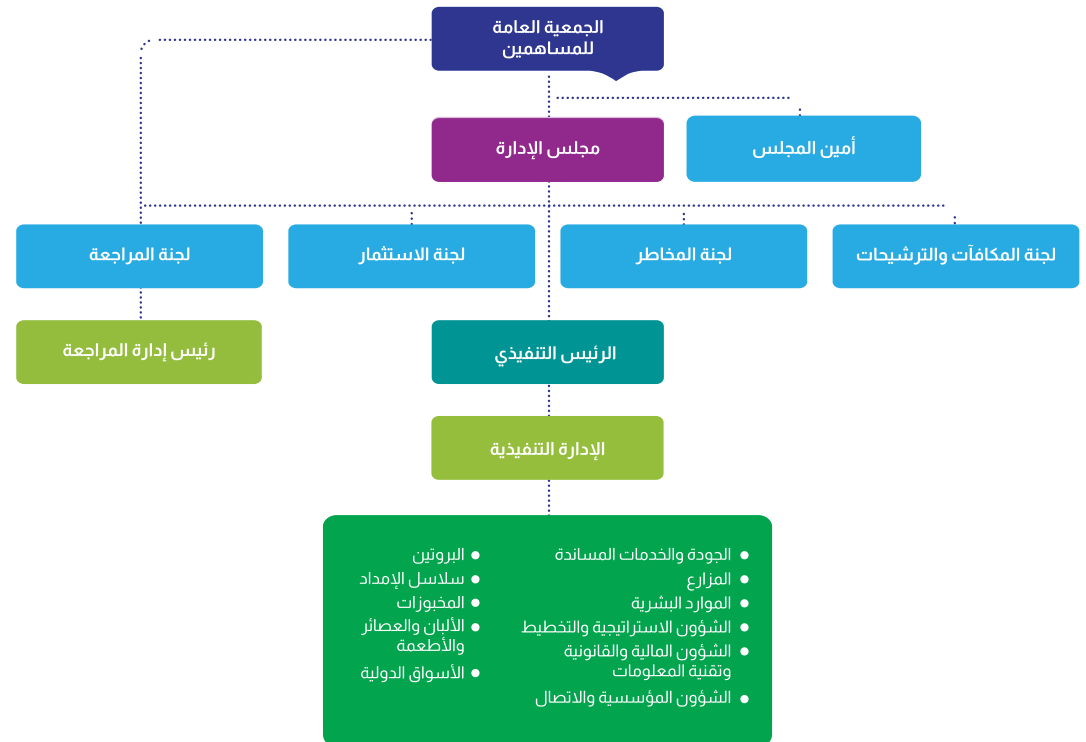 الجمعية العامة
للمساهمين
مجلس الإدارة
أمين المجلس
لجنة المكافآت والترشيحات
لجنة المخاطر
لجنة الاستثمار
لجنة المراجعة
الرئيس التنفيذي
رئيس إدارة المراجعة
الإدارة التنفيذية
الجودة والخدمات المساندة
المزارع
الموارد البشرية
الشؤون الاستراتيجية والتخطيط
الشؤون المالية والقانونية
وتقنية المعلومات
الشؤون المؤسسية والاتصال
البروتين
سلاسل الإمداد
المخبوزات
الألبان والعصائر
والأطعمة
الأسواق الدولية